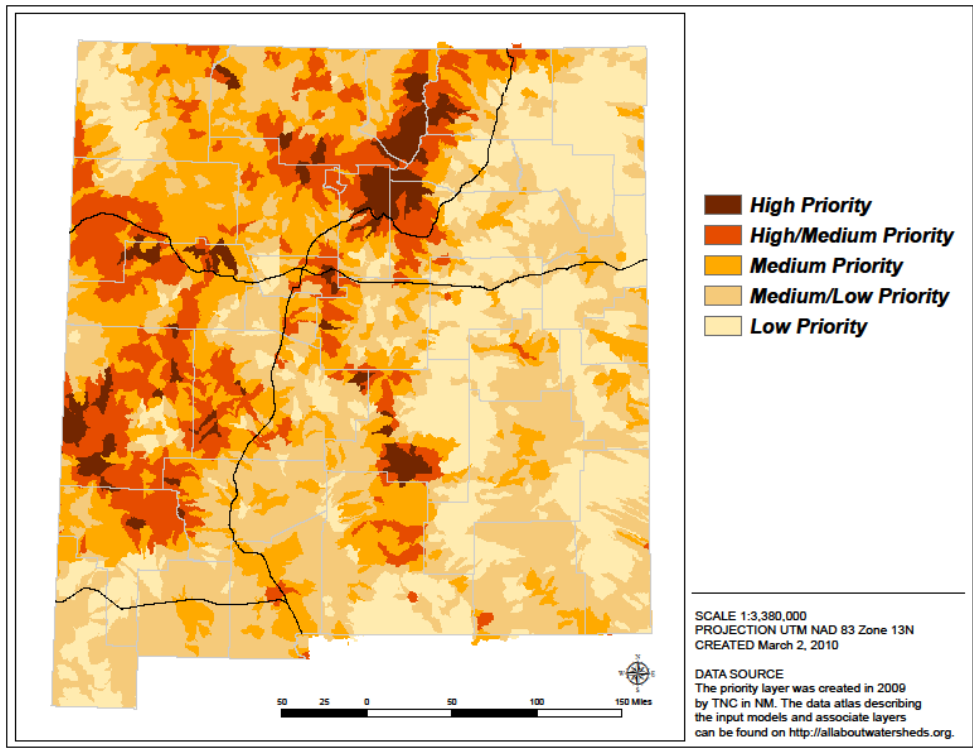 High Priority
High/Medium Priority
Medium Priority
Medium/Low Priority
Low Priority
SCALE 1:3,380,000
PROJECTION UTM NAD 83 Zone 13N
CREATED March 2, 2010
DATA SOURCE
The priority layer was created in 2009
by TNC in NM. The data atlas describing
the input models and associate layers
can be found on http://allaboutwatersheds.org.
N
W E
S
50 25 0 50 100 150 Miles